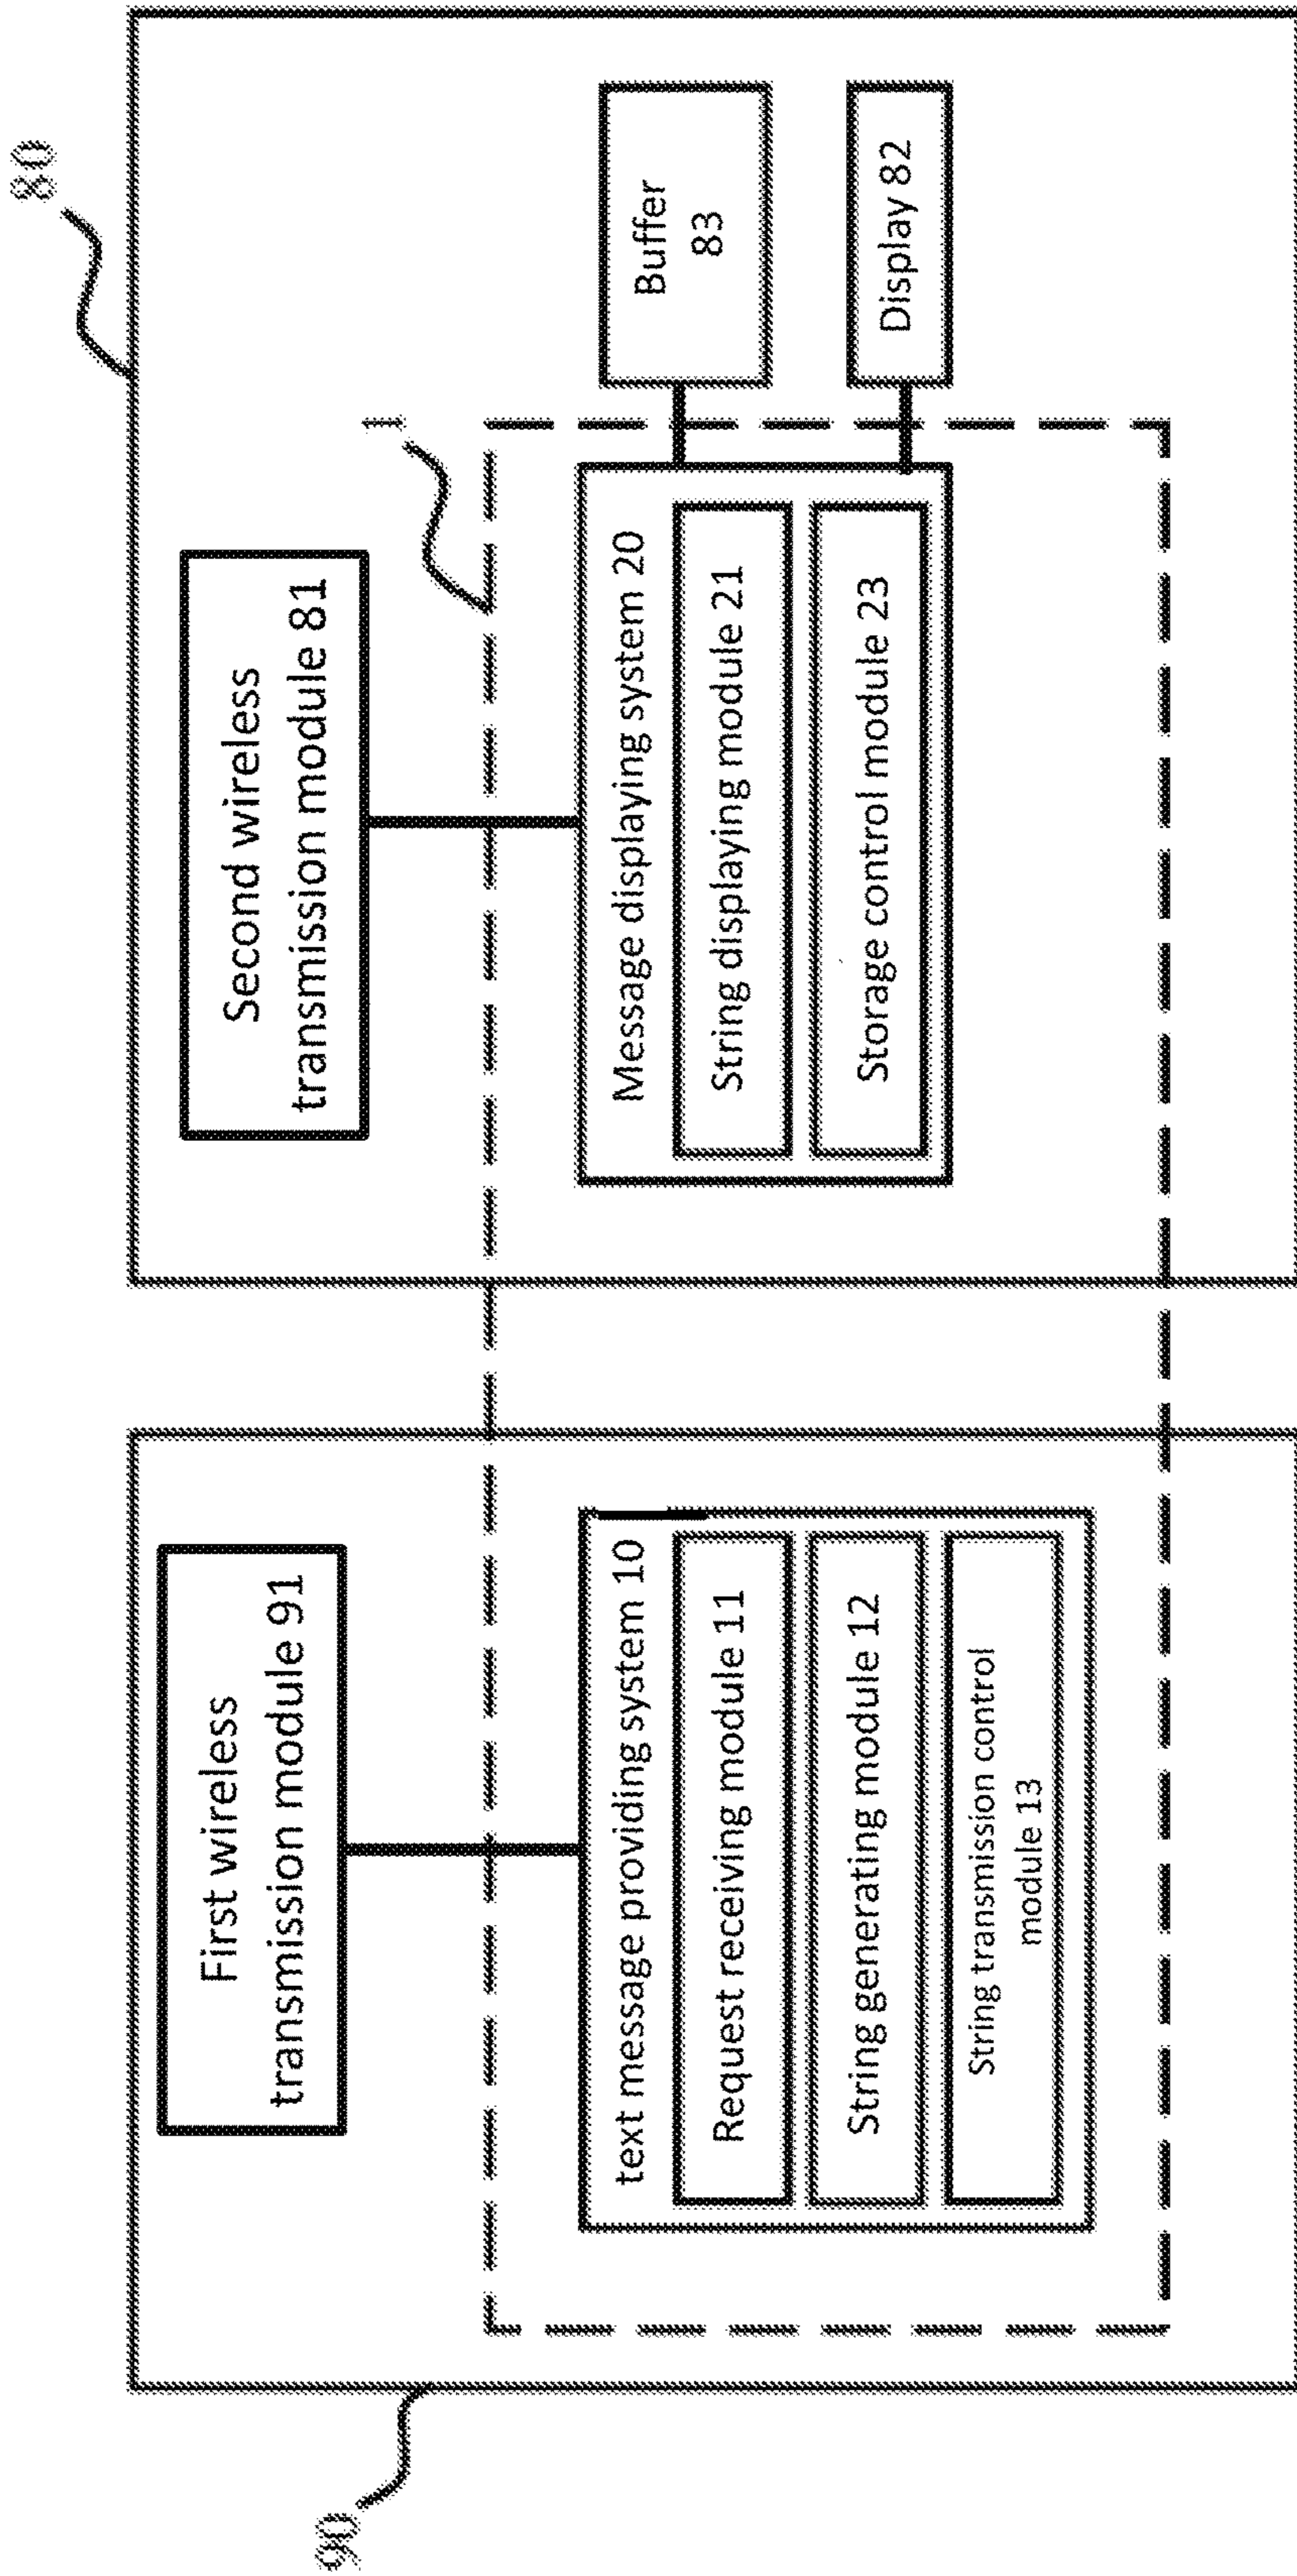 80
1
90
First wireless
transmission module 91
text message providing system 10
Request receiving module 11
String generating module 12
String transmission control
module 13
Second wireless
transmission module 81
Message displaying system 20
String displaying module 21
Storage control module 23
Buffer
83
Display 82